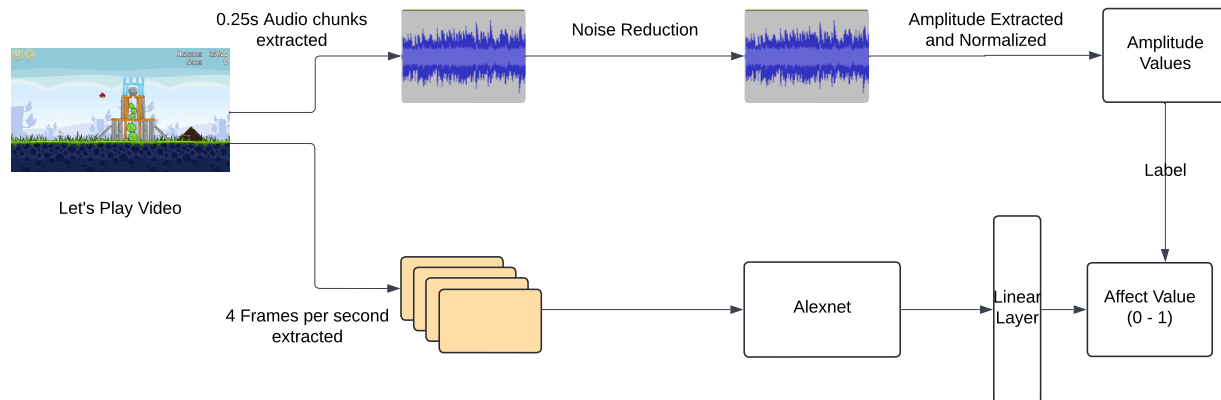 0.25s Audio chunks
extracted
Noise Reduction
Amplitude Extracted
and Normalized
Amplitude
Values
Label
Let's Play Video
4 Frames per second
extracted
Alexnet
Linear
Layer
Affect Value
(0 - 1)